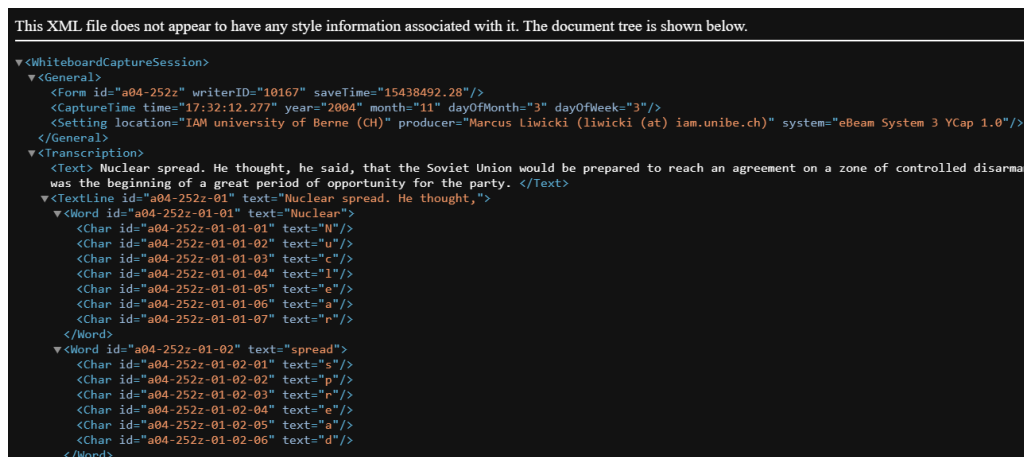 This XML file does not appear to have any style information associated with it. The document tree is shown below.
▼<WhiteboardCaptureSession>
▼<General>
<Form id="a04-252z" writerID="10167" saveTime="15438492.28"/>
<CaptureTime time="17:32:12.277" year="2004" month="11" dayOfMonth="3" dayOfWeek="3"/>
<Setting location="IAM university of Berne (CH)" producer="Marcus Liwicki (liwicki (at) iam.unibe.ch)" system="eBeam System 3 YCap 1.0"/>
</General>
▼<Transcription>
<Text> Nuclear spread. He thought, he said, that the Soviet Union would be prepared to reach an agreement on a zone of controlled disarma
was the beginning of a great period of opportunity for the party. </Text>
▼<TextLine id="a04-252z-01" text="Nuclear spread. He thought,">
▼<Word id="a04-252z-01-01" text="Nuclear">
<Char id="a04-252z-01-01-01" text="N"/>
<Char id="a04-252z-01-01-02" text="u"/>
<Char id="a04-252z-01-01-03" text="c"/>
<Char id="a04-252z-01-01-04" text="l"/>
<Char id="a04-252z-01-01-05" text="e"/>
<Char id="a04-252z-01-01-06" text="a"/>
<Char id="a04-252z-01-01-07" text="r"/>
</Word>
▼<Word id="a04-252z-01-02" text="spread">
<Char id="a04-252z-01-02-01" text="s"/>
<Char id="a04-252z-01-02-02" text="p"/>
<Char id="a04-252z-01-02-03" text="r"/>
<Char id="a04-252z-01-02-04" text="e"/>
<Char id="a04-252z-01-02-05" text="a"/>
<Char id="a04-252z-01-02-06" text="d"/>
</Word>